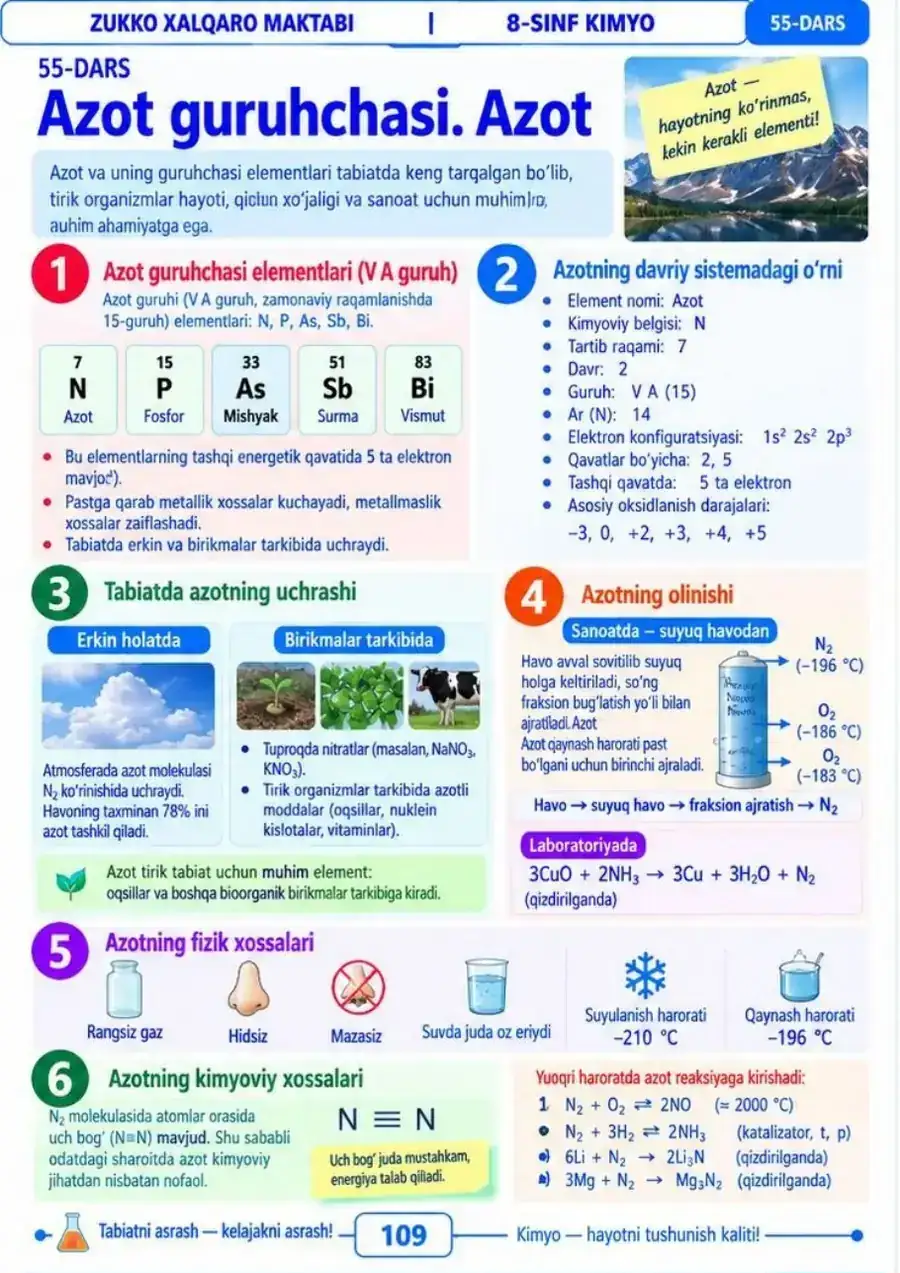 ZUKKO XALQARO MAKTABI | 8-SINF KIMYO
55-DARS
55-DARS
Azot guruhchasi. Azot
Azot —
hayotning ko'rinmas,
kekin kerakli elementi!
Azot va uning guruhchasi elementlari tabiatda keng tarqalgan bo'lib,
tirik organizmlar hayoti, xo'jaligi va sanoat uchun
auhim ahamiyatga ega.
1 Azot guruhchasi elementlari (V A guruh)
Azot guruhi (V A guruh, zamonaviy raqamlanishda
15-guruh) elementlari: N, P, As, Sb, Bi.
7 15 33 51 83
N P As Sb Bi
Azot Fosfor Mishyak Surma Vismut
• Bu elementlarning tashqi energetik qavatida 5 ta elektron
• Pastga qarab metallik xossalar kuchayadi, metallmaslik
xossalar zaiflashadi.
• Tabiatda erkin va birikmalar tarkibida uchraydi.
2 Azotning davriy sistemadagi o'rni
• Element nomi: Azot
• Kimyoviy belgisi: N
• Tartib raqami: 7
• Davr: 2
• Guruh: V A (15)
• Ar (N): 14
• Elektron konfiguratsiyasi: 1s² 2s² 2p³
• Qavatlar bo'yicha: 2, 5
• Tashqi qavatda: 5 ta elektron
• Asosiy oksidlanish darajalari:
−3, 0, +2, +3, +4, +5
3 Tabiatda azotning uchrashi
Erkin holatda
Atmosferada azot molekulasi
N₂ ko'rinishida uchraydi.
Havoning taxminan 78% ini
azot tashkil qiladi.
Birikmalar tarkibida
• Tuproqda nitratlar (masalan, NaNO₃,
KNO₃).
• Tirik organizmlar tarkibida azotli
moddalar (oqsillar, nuklein
kislotalar, vitaminlar).
Azot tirik tabiat uchun muhim element:
oqsillar va boshqa bioorganik birikmalar tarkibiga kiradi.
4 Azotning olinishi
Sanoatda – suyuq havodan
Havo avval sovitilib suyuq
holga keltiriladi, so'ng
fraksion bug'latish yo'li bilan
ajratiladi. Azot
Azot qaynash harorati past
bo'lgani uchun birinchi ajraladi.
N₂
(−196 °C)
O₂
(−186 °C)
O₂
(−183 °C)
Havo → suyuq havo → fraksion ajratish → N₂
Laboratoriyada
3CuO + 2NH₃ → 3Cu + 3H₂O + N₂
(qizdirilganda)
5 Azotning fizik xossalari
Rangsiz gaz
Hidsiz
Mazasiz
Suvda juda oz eriydi
Suyulanish harorati
−210 °C
Qaynash harorati
−196 °C
6 Azotning kimyoviy xossalari
N₂ molekulasida atomlar orasida
uch bog' (N≡N) mavjud. Shu sababli
odatdagi sharoitda azot kimyoviy
jihatdan nisbatan nofaol.
N ≡ N
Uch bog' juda mustahkam,
energiya talab qiladi.
Yuoqri haroratda azot reaksiyaga kirishadi:
1 N₂ + O₂ ⇄ 2NO (≈ 2000 °C)
• N₂ + 3H₂ ⇄ 2NH₃ (katalizator, t, p)
6Li + N₂ → 2Li₃N (qizdirilganda)
3Mg + N₂ → Mg₃N₂ (qizdirilganda)
Tabiatni asrash — kelajakni asrash!
109
Kimyo — hayotni tushunish kaliti!